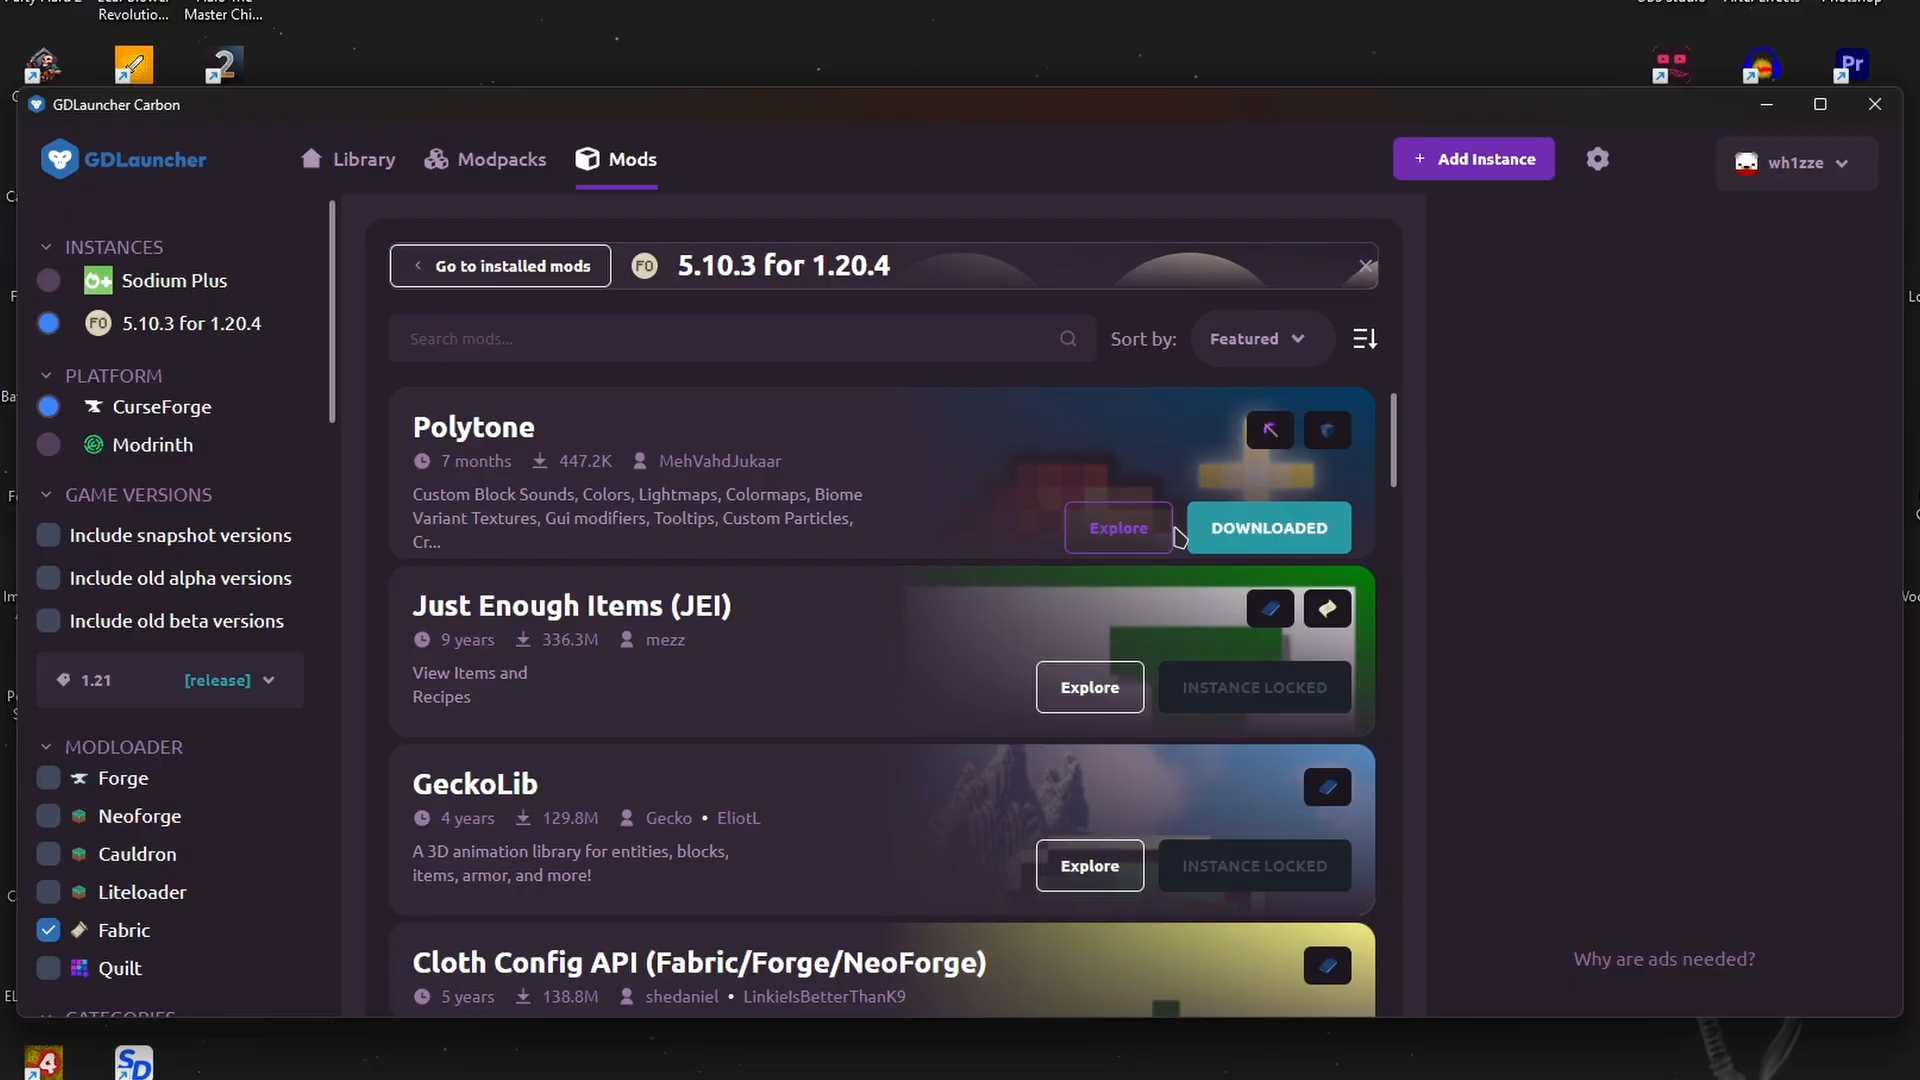 Revolutio...
Master Chi...
Pr
GDLauncher Carbon
GDLauncher
Library
Modpacks
Mods
+ Add Instance
wh1zze
INSTANCES
Sodium Plus
FO 5.10.3 for 1.20.4
PLATFORM
CurseForge
Modrinth
GAME VERSIONS
Include snapshot versions
Include old alpha versions
Include old beta versions
1.21 [release]
MODLOADER
Forge
Neoforge
Cauldron
Liteloader
Fabric
Quilt
CATEGORIES
Go to installed mods
FO 5.10.3 for 1.20.4
Search mods...
Sort by:
Featured
Polytone
7 months 447.2K MehVahdJukaar
Custom Block Sounds, Colors, Lightmaps, Colormaps, Biome
Variant Textures, Gui modifiers, Tooltips, Custom Particles,
Cr...
Explore
DOWNLOADED
Just Enough Items (JEI)
9 years 336.3M mezz
View Items and
Recipes
Explore
INSTANCE LOCKED
GeckoLib
4 years 129.8M Gecko • EliotL
A 3D animation library for entities, blocks,
items, armor, and more!
Explore
INSTANCE LOCKED
Cloth Config API (Fabric/Forge/NeoForge)
5 years 138.8M shedaniel • LinkieIsBetterThanK9
Why are ads needed?
4
SD